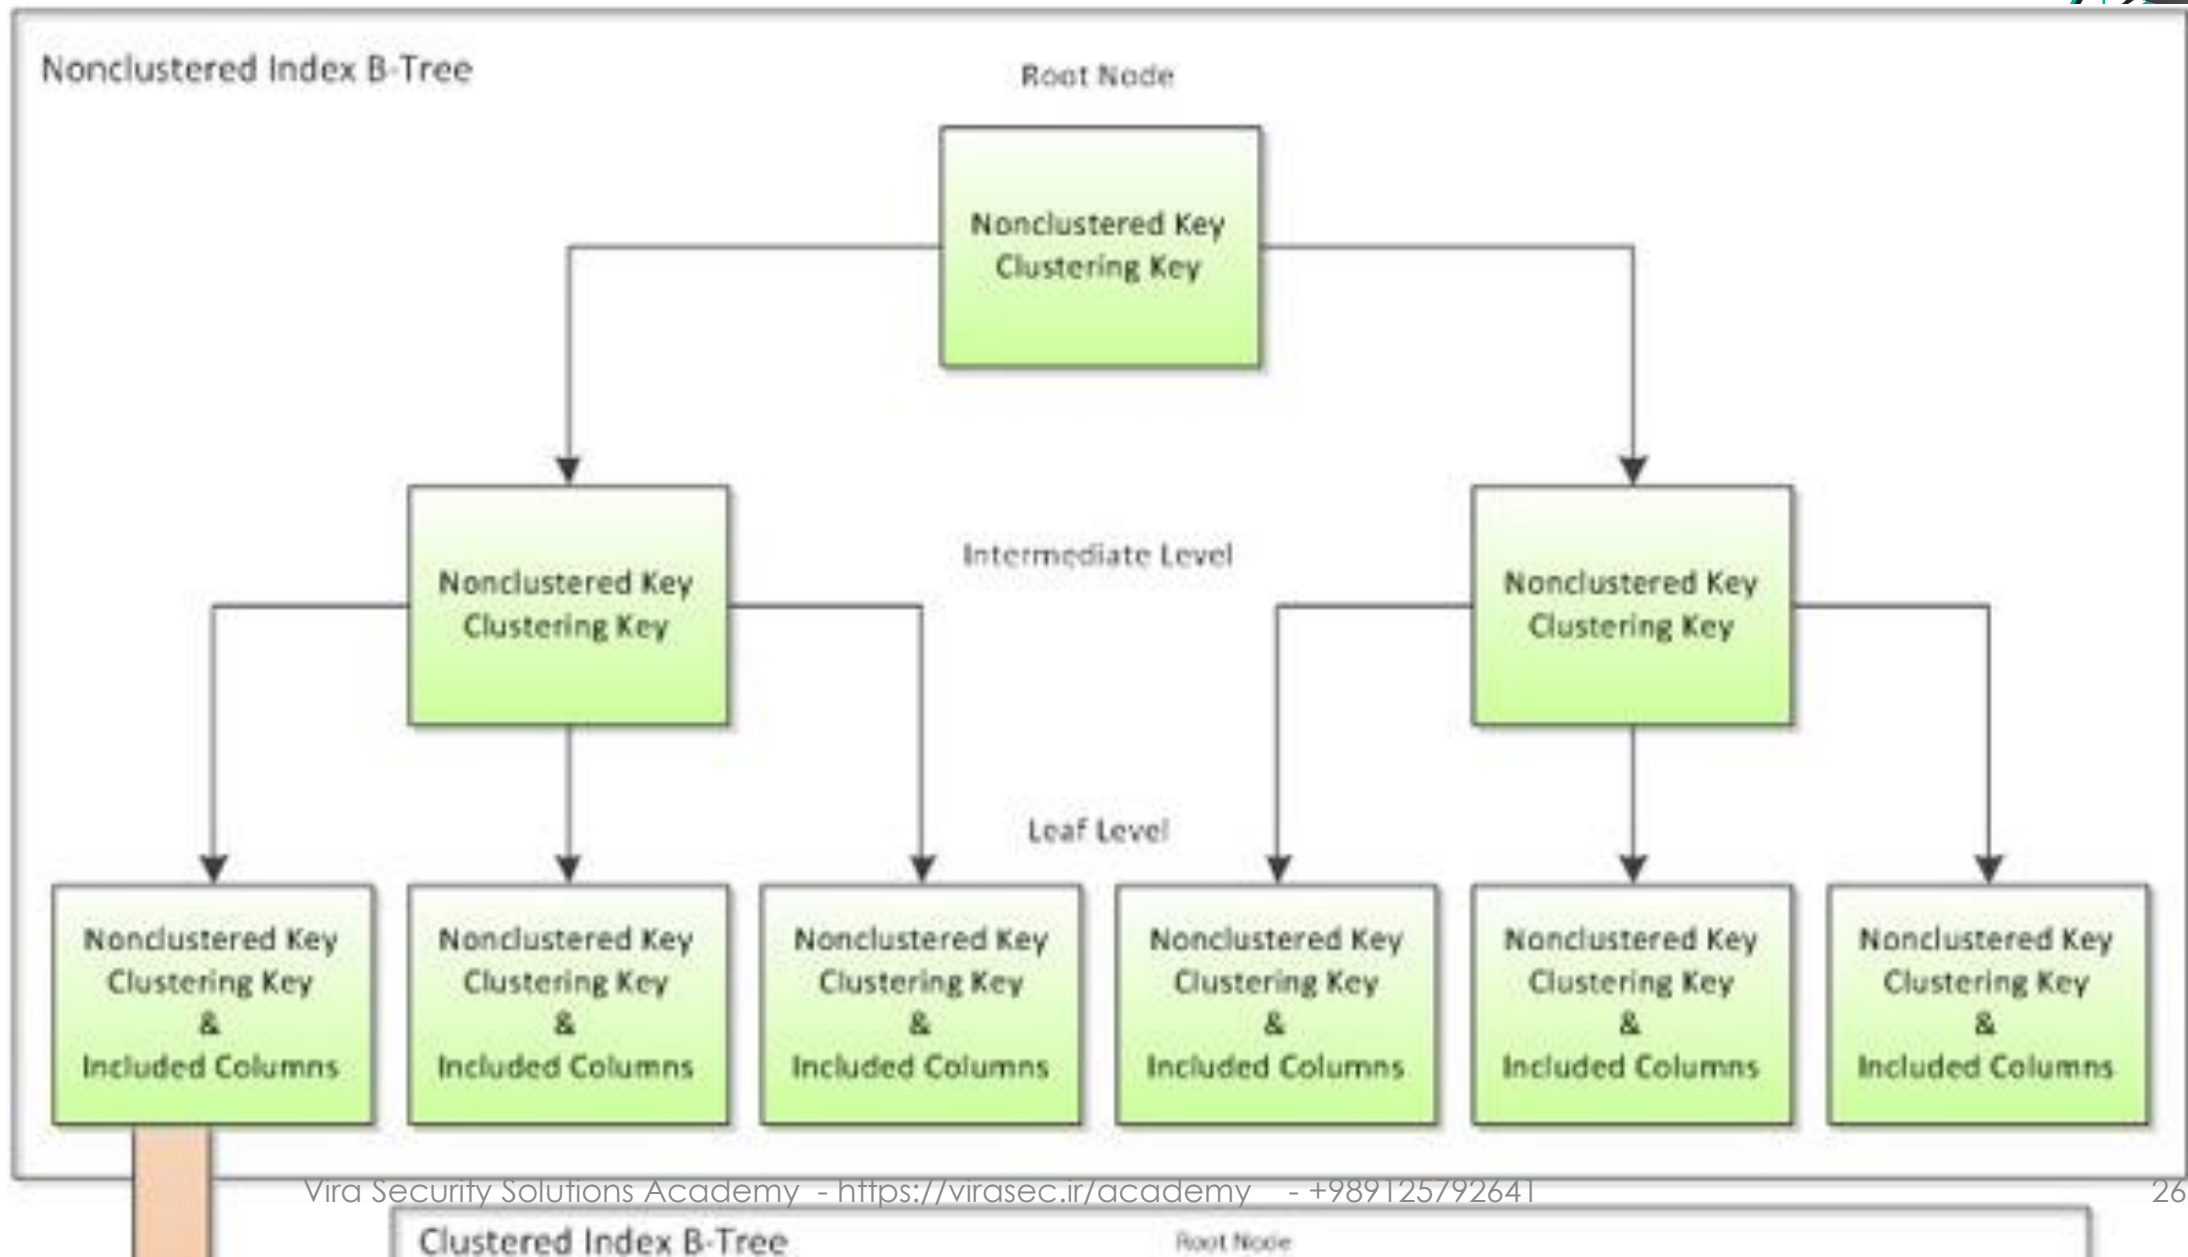 Nonclustered Index B-Tree
Root Node
Nonclustered Key
Clustering Key
Intermediate Level
Nonclustered Key
Clustering Key
Nonclustered Key
Clustering Key
Leaf Level
Nonclustered Key
Clustering Key
&
Included Columns
Nonclustered Key
Clustering Key
&
Included Columns
Nonclustered Key
Clustering Key
&
Included Columns
Nonclustered Key
Clustering Key
&
Included Columns
Nonclustered Key
Clustering Key
&
Included Columns
Nonclustered Key
Clustering Key
&
Included Columns
Vira Security Solutions Academy - https://virasec.ir/academy - +989125792641
26
Clustered Index B-Tree
Root Node